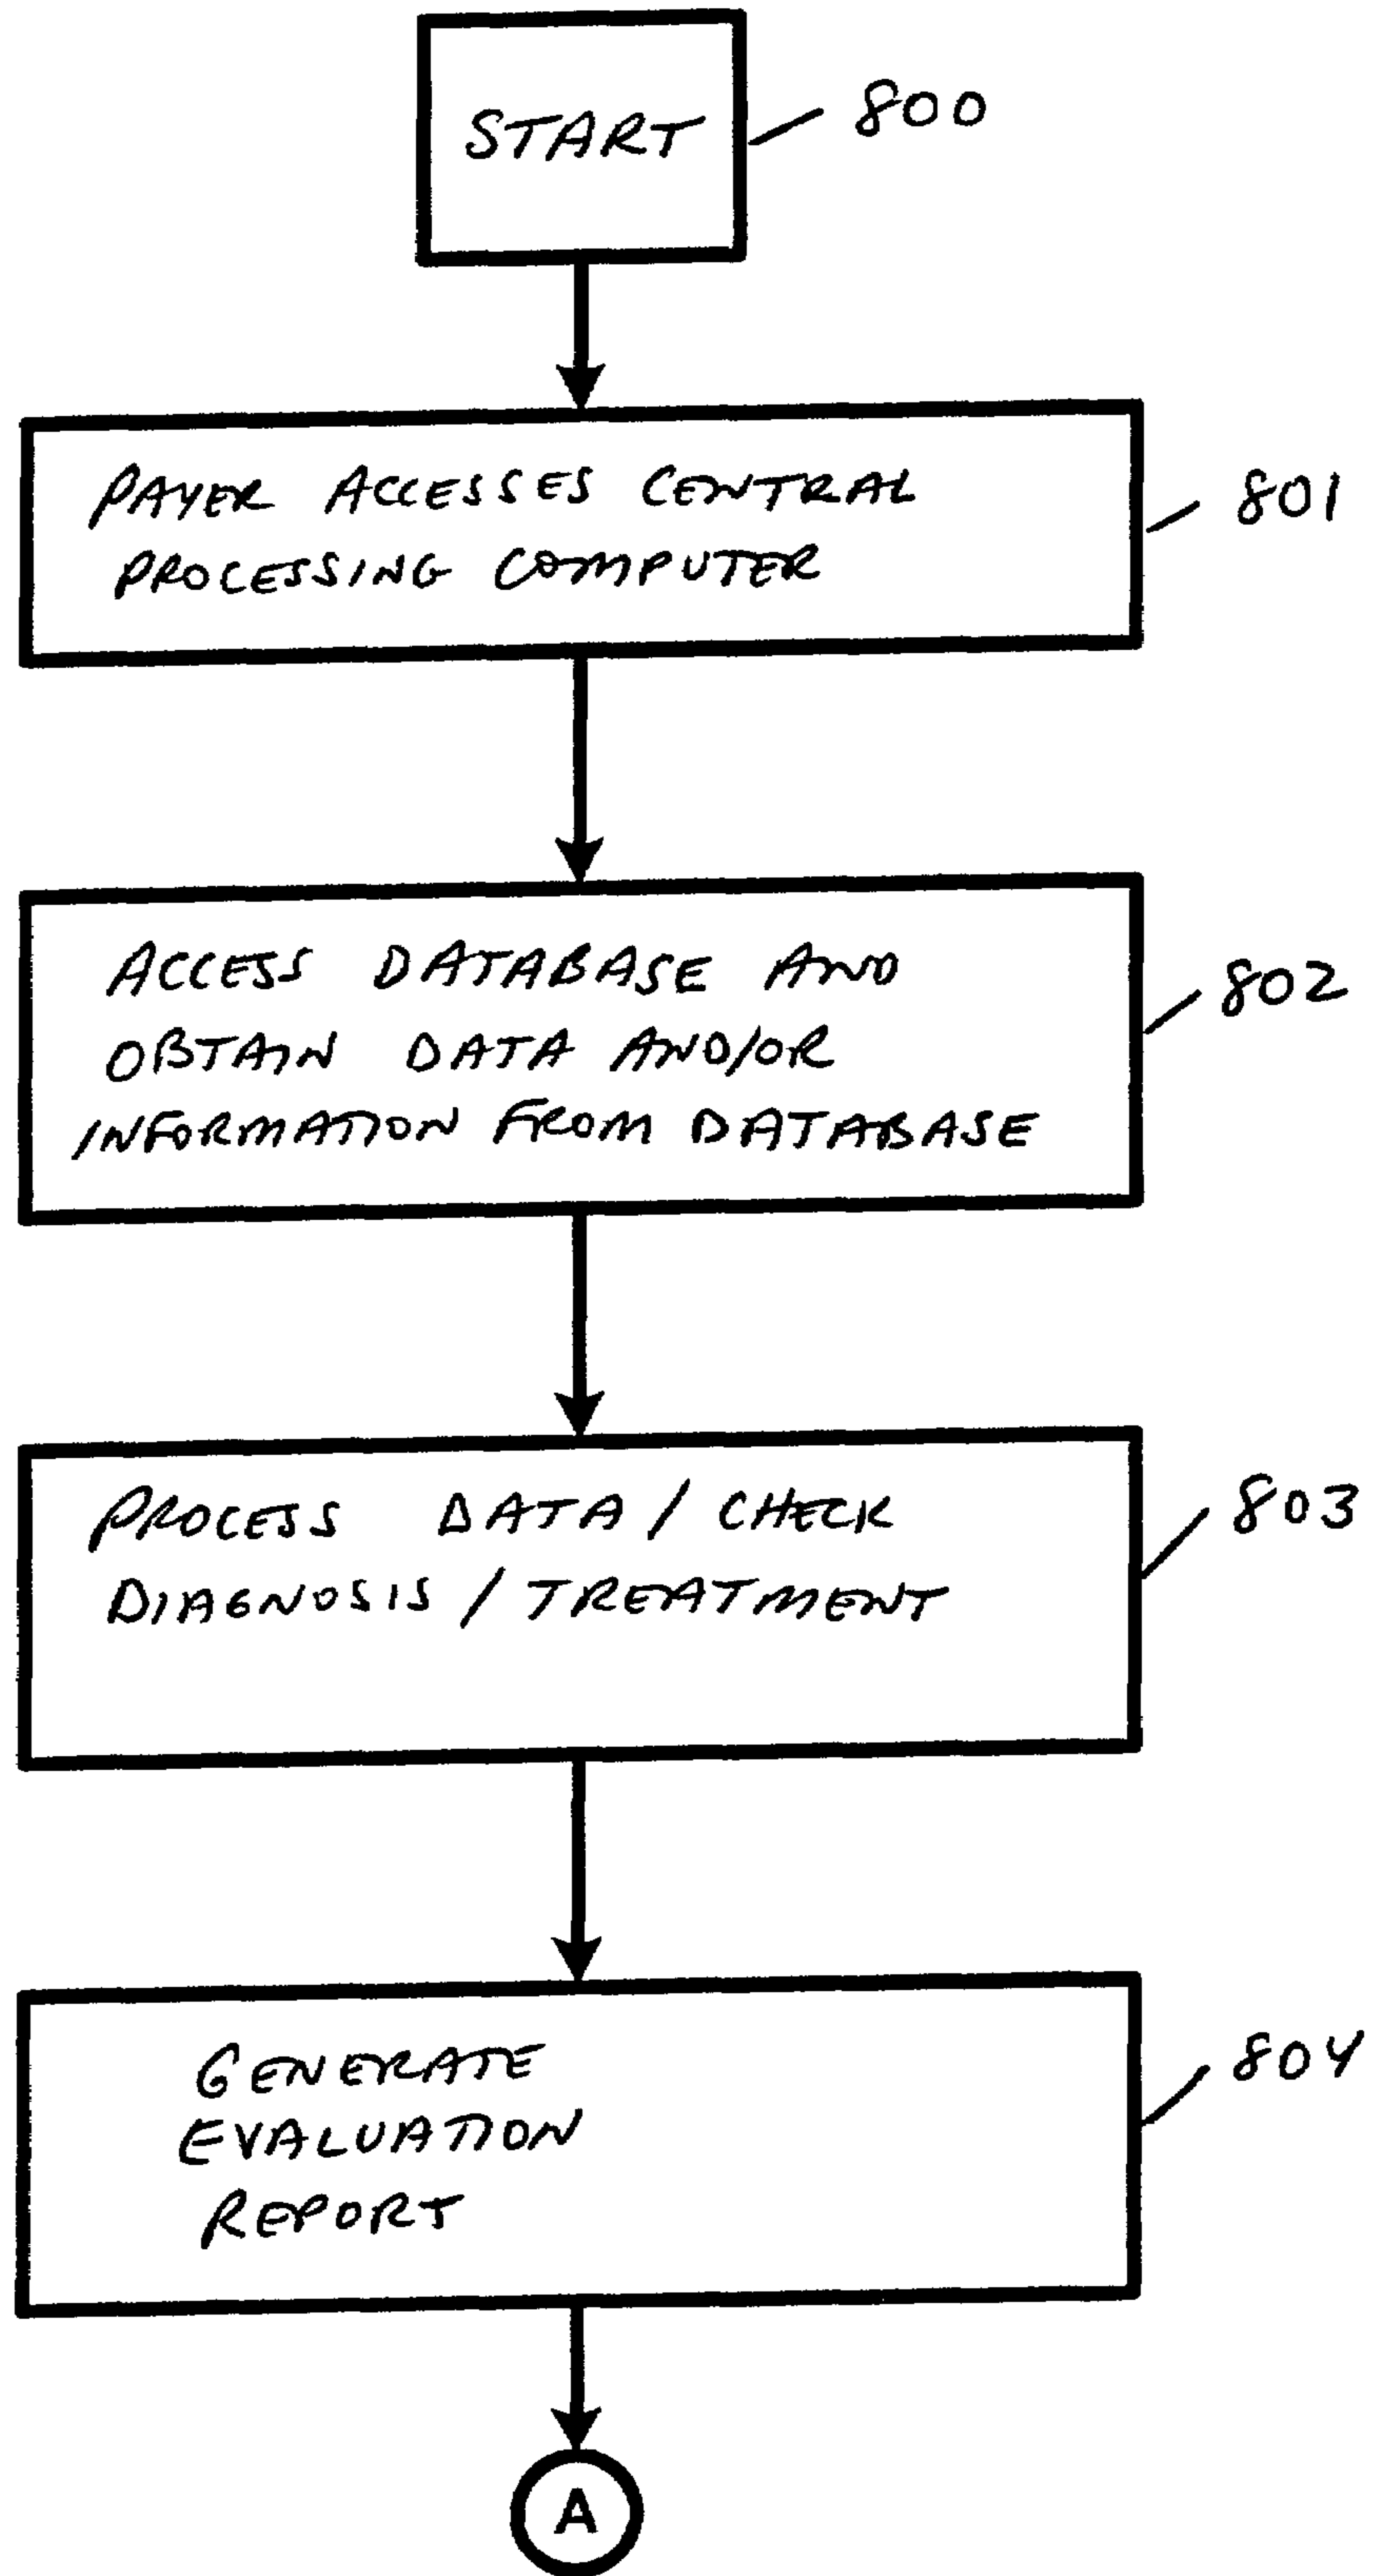 START
800
PAYER ACCESSES CENTRAL
PROCESSING COMPUTER
801
ACCESS DATABASE AND
OBTAIN DATA AND/OR
INFORMATION FROM DATABASE
802
PROCESS DATA / CHECK
DIAGNOSIS / TREATMENT
803
GENERATE
EVALUATION
REPORT
804
A